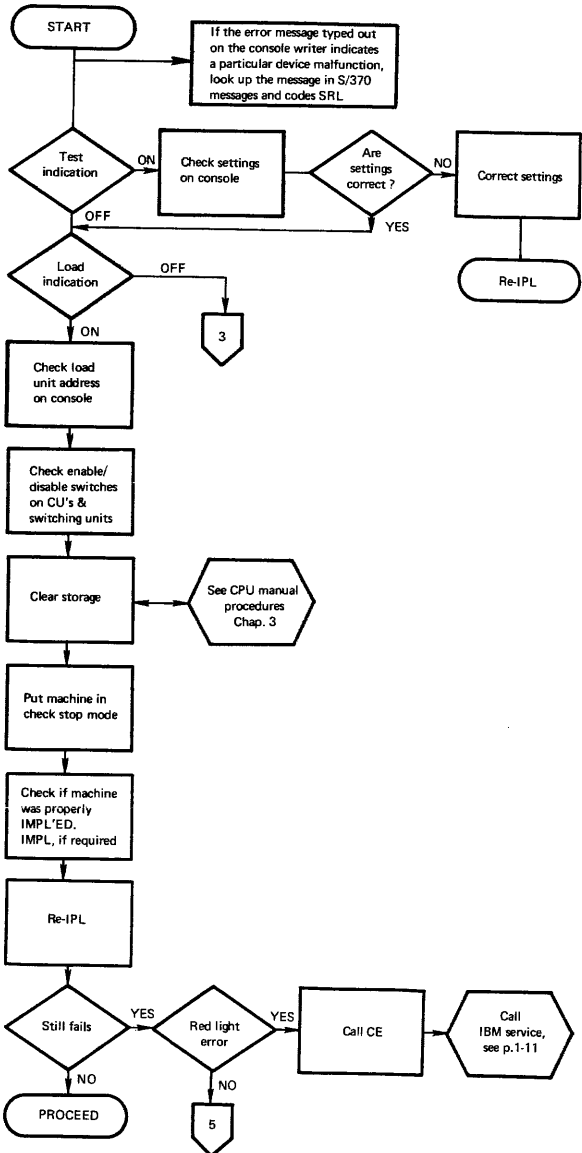 START
If the error message typed out
on the console writer indicates
a particular device malfunction,
look up the message in S/370
messages and codes SRL
Test
indication
ON
Check settings
on console
Are
settings
correct ?
NO
Correct settings
OFF
YES
Re-IPL
Load
indication
OFF
3
ON
Check load
unit address
on console
Check enable/
disable switches
on CU's &
switching units
Clear storage
See CPU manual
procedures
Chap. 3
Put machine in
check stop mode
Check if machine
was properly
IMPL'ED.
IMPL, if required
Re-IPL
Still fails
YES
Red light
error
YES
Call CE
Call
IBM service,
see p.1-11
NO
PROCEED
NO
5